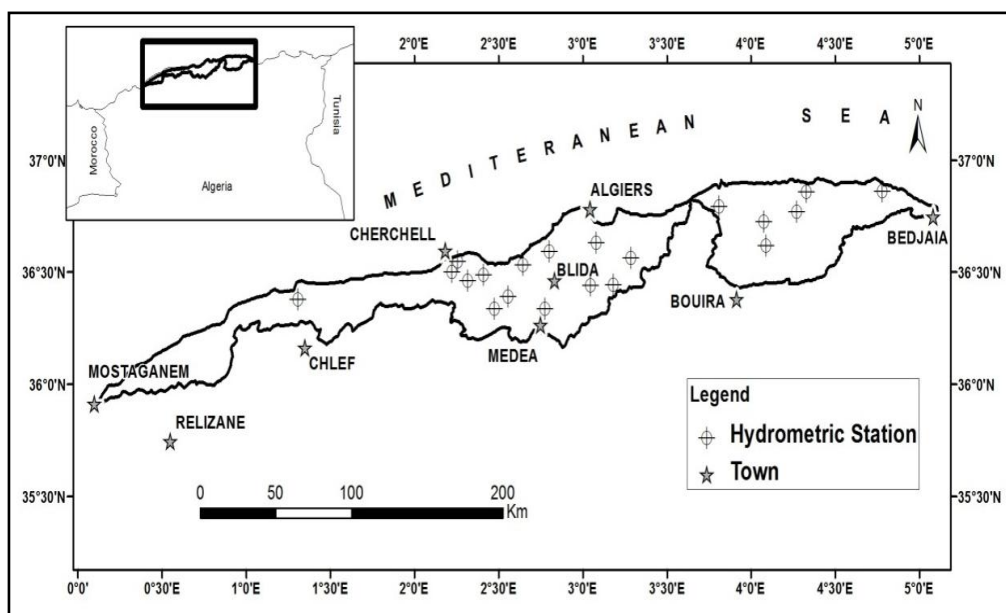 2°0'E 2°30'E 3°0'E 3°30'E 4°0'E 4°30'E 5°0'E
Morocco
Algeria
Tunisia
MEDITERANEAN SEA
N
37°0'N
37°0'N
ALGIERS
CHERCHELL
BEDJAIA
BLIDA
36°30'N
36°30'N
BOUIRA
MEDEA
CHLEF
MOSTAGANEM
36°0'N
36°0'N
RELIZANE
Legend
Hydrometric Station
Town
35°30'N
35°30'N
0 50 100 200
Km
0°0' 0°30'E 1°0'E 1°30'E 2°0'E 2°30'E 3°0'E 3°30'E 4°0'E 4°30'E 5°0'E